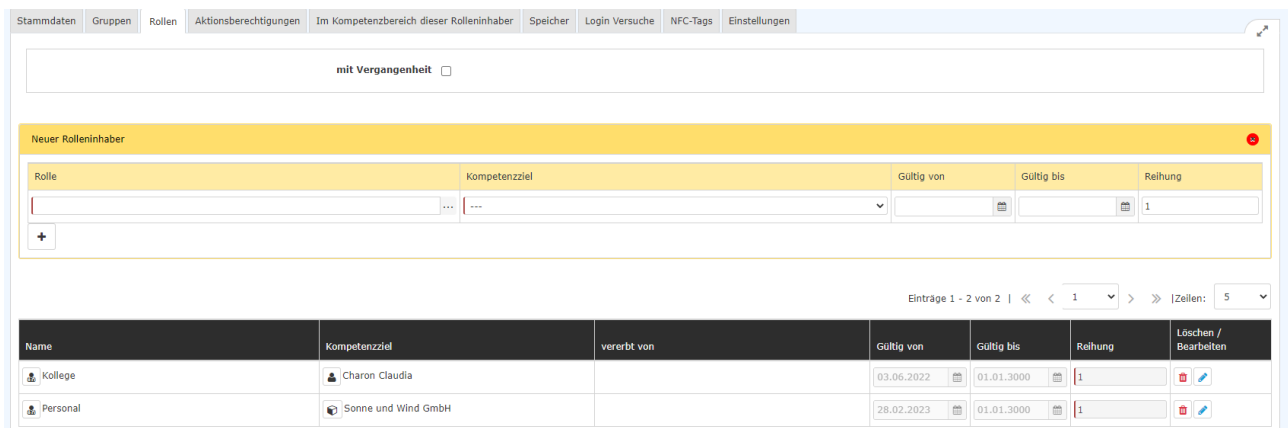 Stammdaten Gruppen Rollen Aktionsberechtigungen Im Kompetenzbereich dieser Rolleninhaber Speicher Login Versuche NFC-Tags Einstellungen
mit Vergangenheit
Neuer Rolleninhaber
Rolle Kompetenzziel Gültig von Gültig bis Reihung
... --- 1
+
Einträge 1 - 2 von 2 | « < 1 > » |Zeilen: 5
Name Kompetenzziel vererbt von Gültig von Gültig bis Reihung Löschen /
Bearbeiten
Kollege Charon Claudia 03.06.2022 01.01.3000 1
Personal Sonne und Wind GmbH 28.02.2023 01.01.3000 1